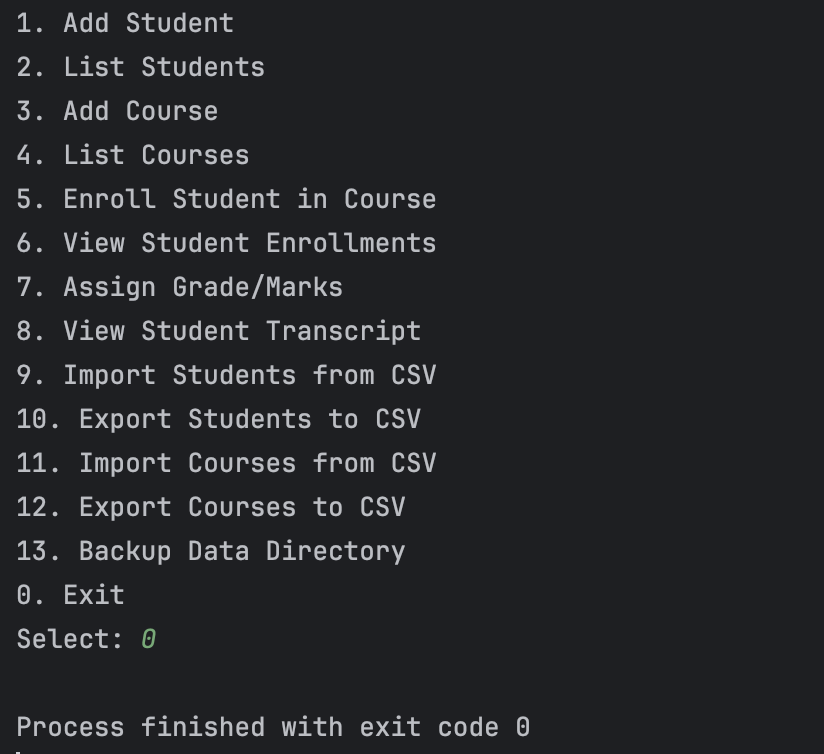 1. Add Student
2. List Students
3. Add Course
4. List Courses
5. Enroll Student in Course
6. View Student Enrollments
7. Assign Grade/Marks
8. View Student Transcript
9. Import Students from CSV
10. Export Students to CSV
11. Import Courses from CSV
12. Export Courses to CSV
13. Backup Data Directory
0. Exit
Select: 0
Process finished with exit code 0